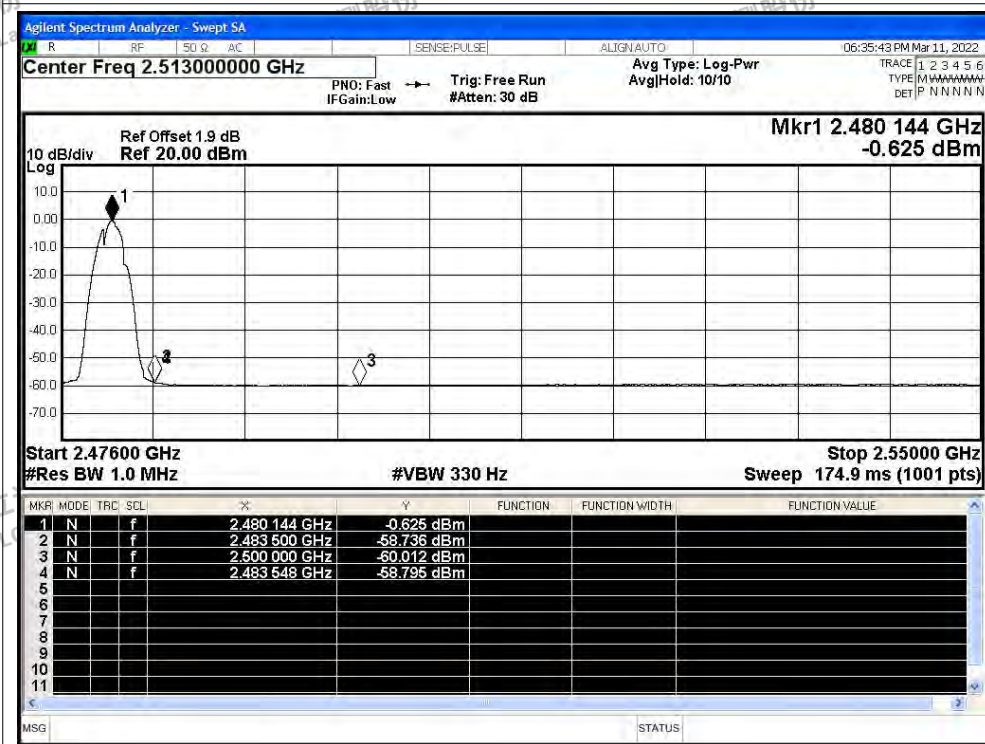 Agilent Spectrum Analyzer - Swept SA
LXI R RF 50 Ω AC SENSE:PULSE ALIGN AUTO 06:35:43 PM Mar 11, 2022
Center Freq 2.513000000 GHz
PNO: Fast
IFGain:Low
Trig: Free Run
#Atten: 30 dB
Avg Type: Log-Pwr
Avg|Hold: 10/10
TRACE 1 2 3 4 5 6
TYPE M
DET P N N N N N
Mkr1 2.480 144 GHz
-0.625 dBm
Ref Offset 1.9 dB
10 dB/div Ref 20.00 dBm
Log
10.0
0.00
-10.0
-20.0
-30.0
-40.0
-50.0
-60.0
-70.0
1
3
Start 2.47600 GHz Stop 2.55000 GHz
#Res BW 1.0 MHz #VBW 330 Hz Sweep 174.9 ms (1001 pts)
MKR MODE TRC SCL X Y FUNCTION FUNCTION WIDTH FUNCTION VALUE
1 N f 2.480 144 GHz -0.625 dBm
2 N f 2.483 500 GHz -58.736 dBm
3 N f 2.500 000 GHz -60.012 dBm
4 N f 2.483 548 GHz -58.795 dBm
5
6
7
8
9
10
11
MSG STATUS